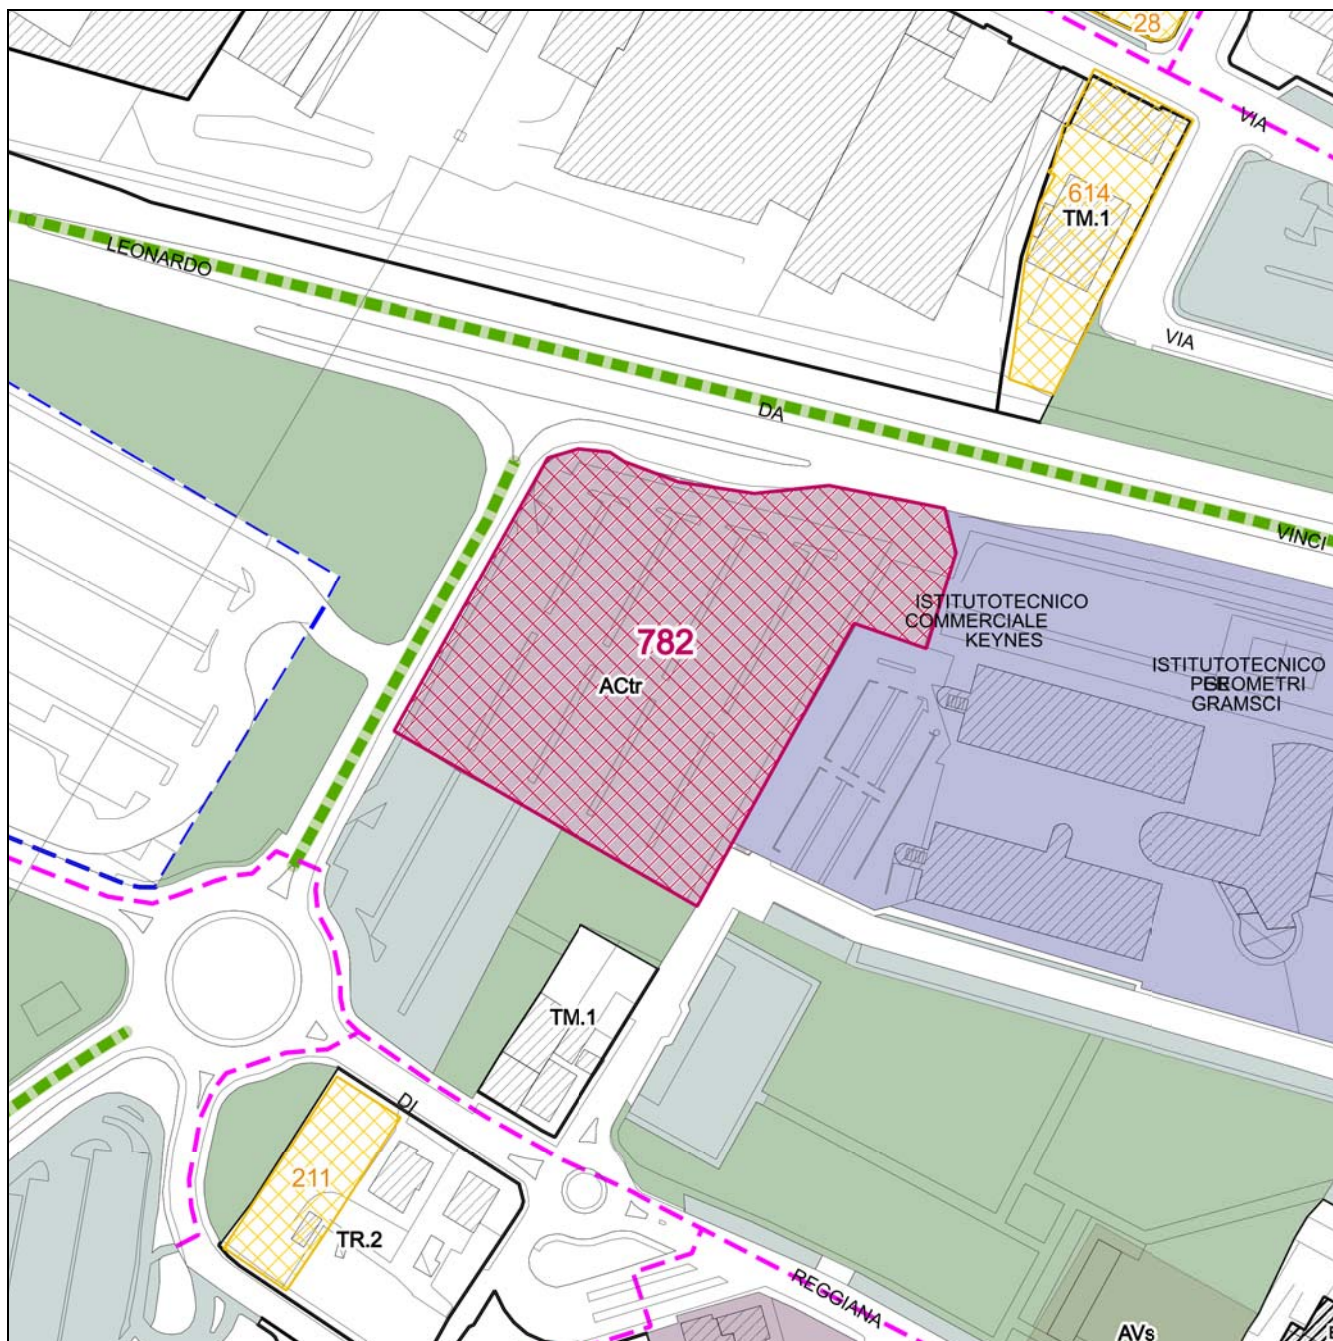 28
VIA
614
TM.1
LEONARDO
VIA
DA
VINCI
ISTITUTOTECNICO
COMMERCIALE
KEYNES
782
ISTITUTOTECNICO
GEOMETRI
GRAMSCI
ACtr
TM.1
DI
211
TR.2
REGGIANA
AVs